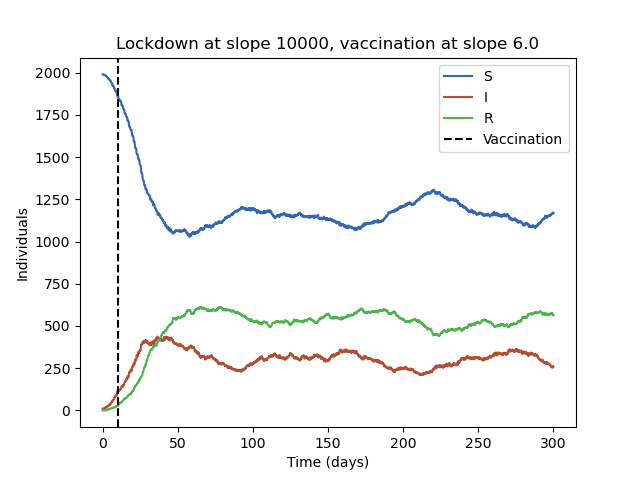 Lockdown at slope 10000, vaccination at slope 6.0
2000
1750
1500
1250
1000
750
500
250
0
Individuals
S
I
R
Vaccination
0 50 100 150 200 250 300
Time (days)